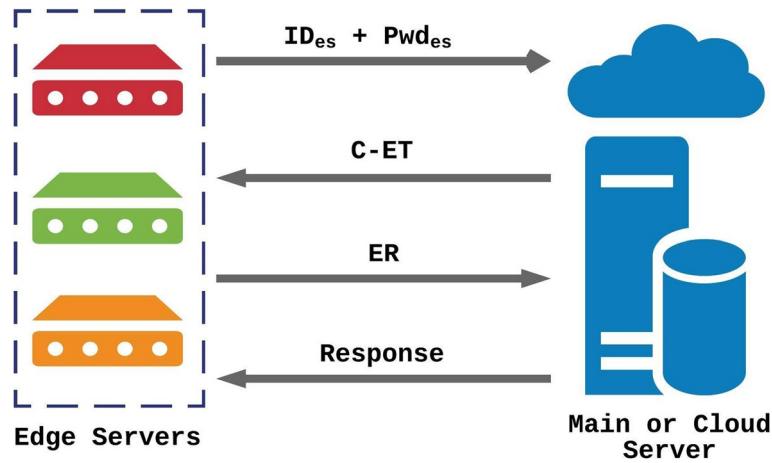 IDes + Pwdes
C-ET
ER
Response
Edge Servers
Main or Cloud
Server